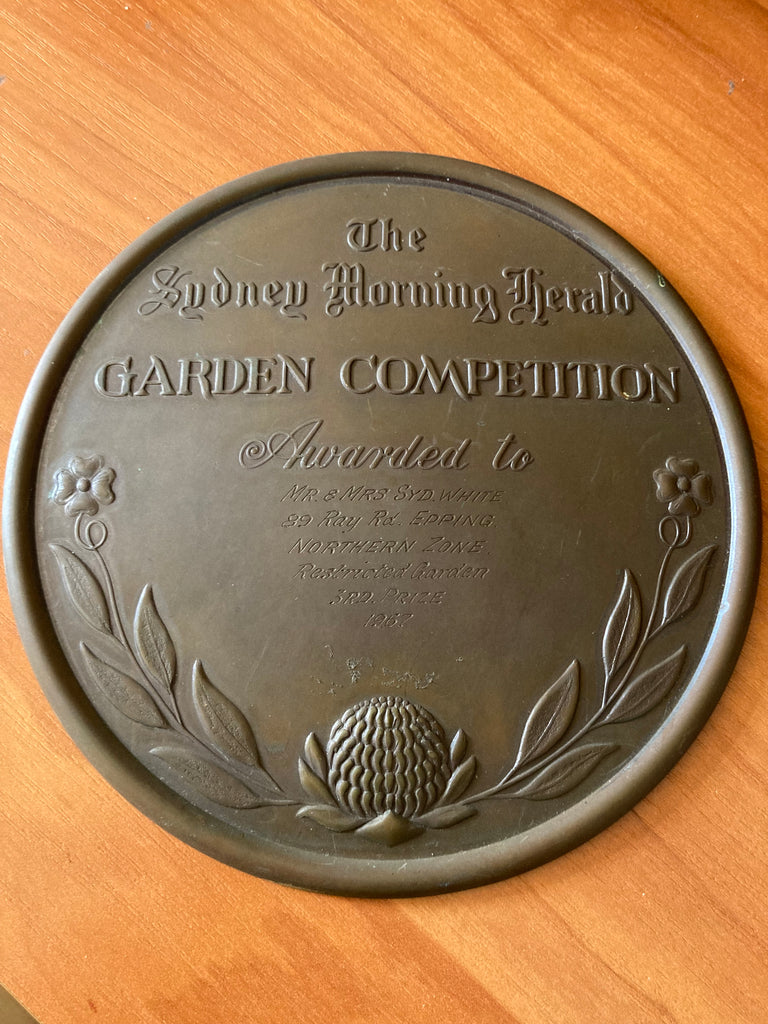 The
Sydney Morning Herald
GARDEN COMPETITION
Awarded to
MR. & MRS SYD. WHITE
89 Ray Rd. EPPING.
NORTHERN ZONE.
Restricted Garden
3RD. PRIZE
1967